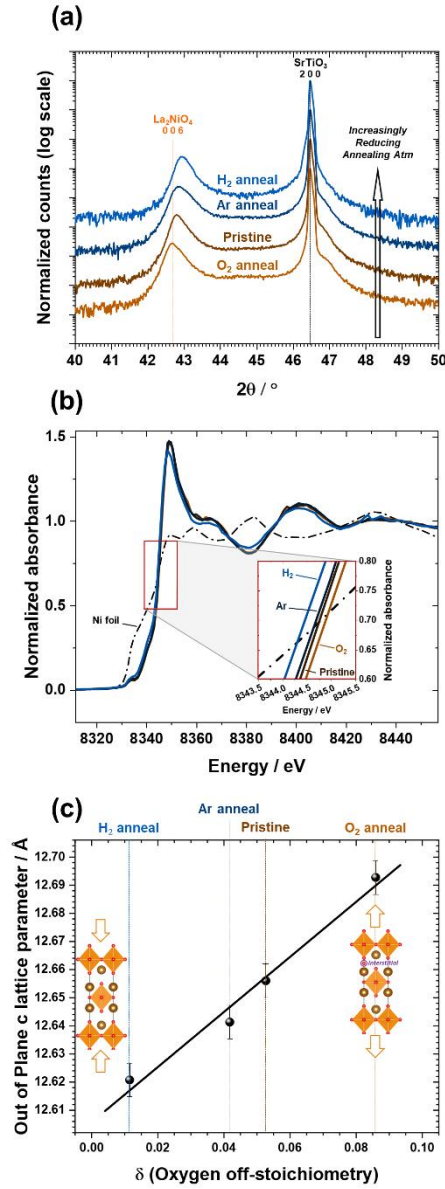 (a)
Normalized counts (log scale)
La2NiO4
0 0 6
SrTiO3
2 0 0
Increasingly
Reducing
Annealing Atm
H2 anneal
Ar anneal
Pristine
O2 anneal
40 41 42 43 44 45 46 47 48 49 50
2θ / °
(b)
Normalized absorbance
1.5
1.0
0.5
0.0
Ni foil
H2
Ar
O2
Pristine
0.80
0.75
0.70
0.65
0.60
Normalized absorbance
8343.5 8344.0 8344.5 8345.0 8345.5
Energy / eV
8320 8340 8360 8380 8400 8420 8440
Energy / eV
(c)
Ar anneal
H2 anneal Pristine O2 anneal
Out of Plane c lattice parameter / Å
12.70
12.69
12.68
12.67
12.66
12.65
12.64
12.63
12.62
12.61
Interstitial
0.00 0.02 0.04 0.06 0.08 0.10
δ (Oxygen off-stoichiometry)